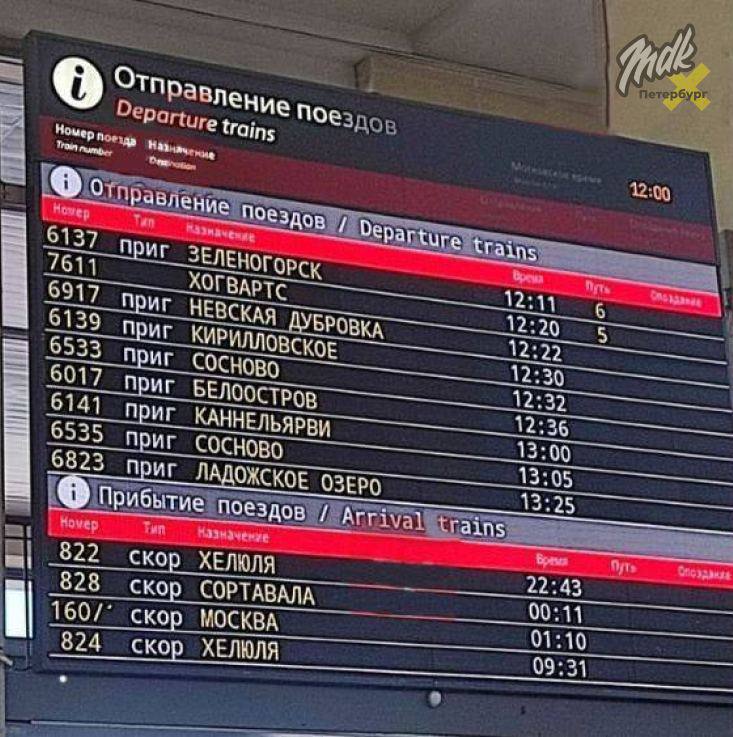 mdk
Петербург
Отправление поездов
Departure trains
Номер поезда Назначение Московское время 12:00
Train number Destination
Отправление поездов / Departure trains
Номер Тип Назначение Время Путь Опоздание
6137 приг ЗЕЛЕНОГОРСК 12:11 6
7611 ХОГВАРТС 12:20 5
6917 приг НЕВСКАЯ ДУБРОВКА 12:22
6139 приг КИРИЛЛОВСКОЕ 12:30
6533 приг СОСНОВО 12:32
6017 приг БЕЛООСТРОВ 12:36
6141 приг КАННЕЛЬЯРВИ 13:00
6535 приг СОСНОВО 13:05
6823 приг ЛАДОЖСКОЕ ОЗЕРО 13:25
Прибытие поездов / Arrival trains
Номер Тип Назначение Время Путь Опоздание
822 скор ХЕЛЮЛЯ 22:43
828 скор СОРТАВАЛА 00:11
160/ скор МОСКВА 01:10
824 скор ХЕЛЮЛЯ 09:31